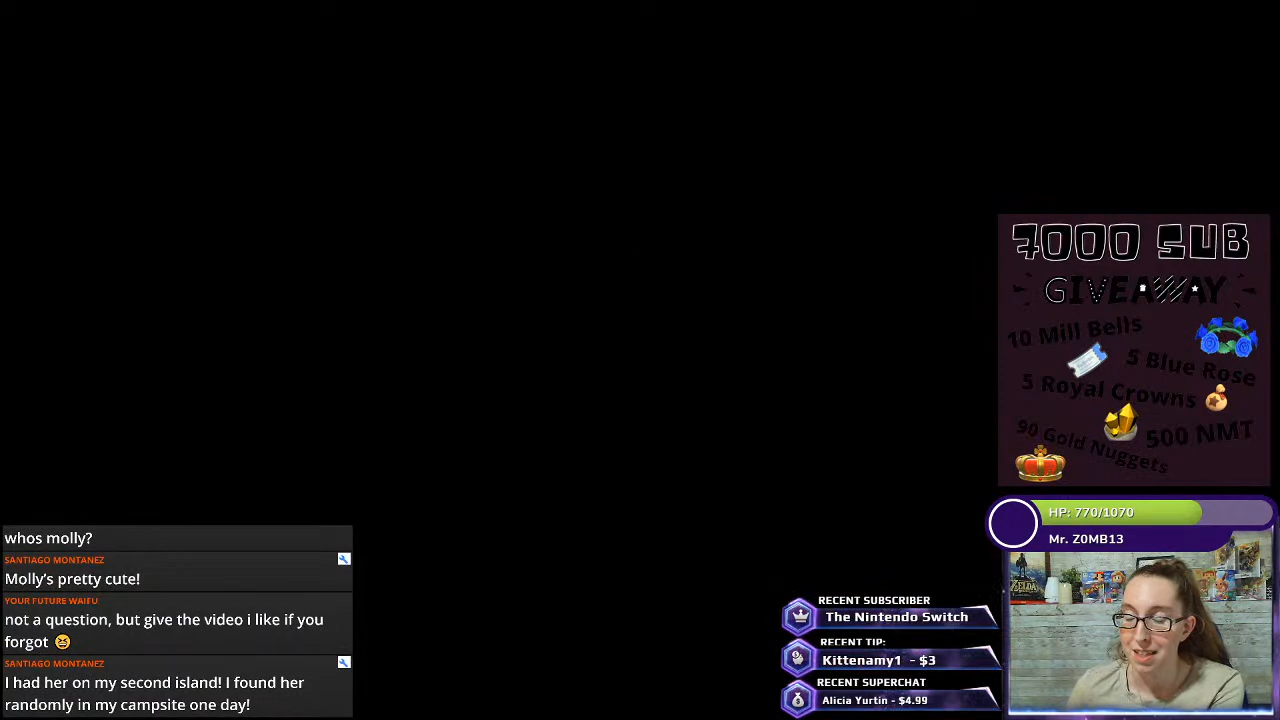 7000 SUB
GIVEAWAY
10 Mill Bells
5 Blue Rose
5 Royal Crowns
90 Gold Nuggets
500 NMT
HP: 770/1070
Mr. Z0MB13
whos molly?
SANTIAGO MONTANEZ
Molly's pretty cute!
YOUR FUTURE WAIFU
not a question, but give the video i like if you
forgot 😆
SANTIAGO MONTANEZ
I had her on my second island! I found her
randomly in my campsite one day!
RECENT SUBSCRIBER
The Nintendo Switch
RECENT TIP:
Kittenamy1 - $3
RECENT SUPERCHAT
Alicia Yurtin - $4.99
ZELDA